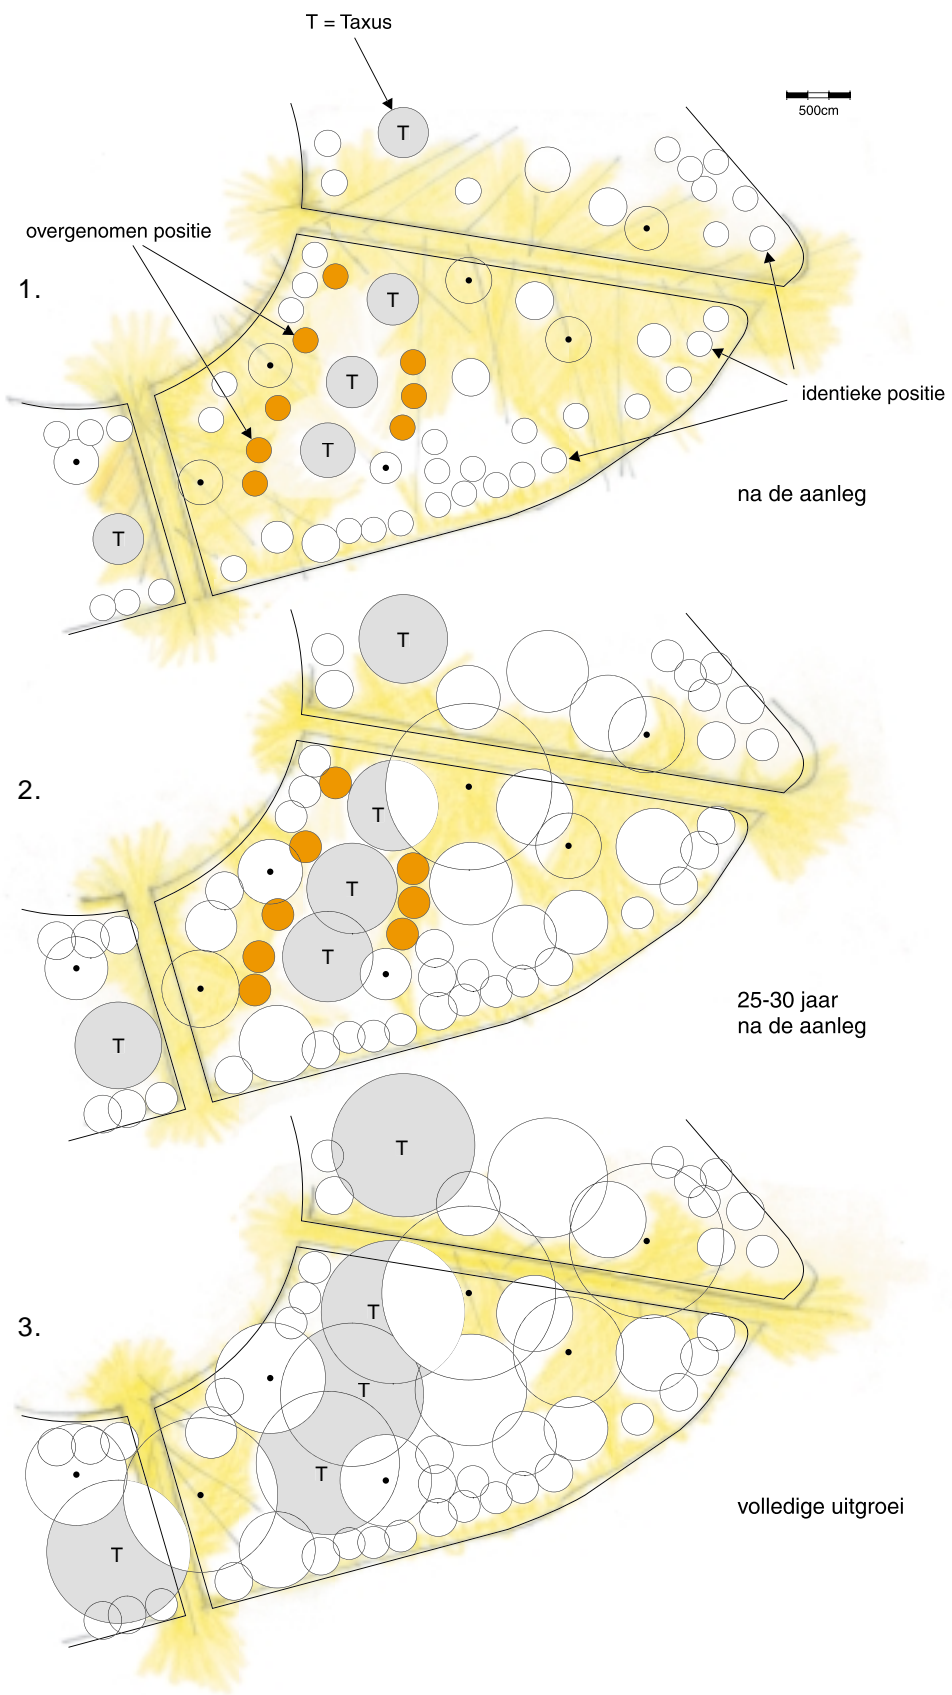 T = Taxus
500cm
T
overgenomen positie
1.
T
T
identieke positie
T
na de aanleg
T
T
2.
T
T
T
25-30 jaar
na de aanleg
T
T
3.
T
T
T
volledige uitgroei
T